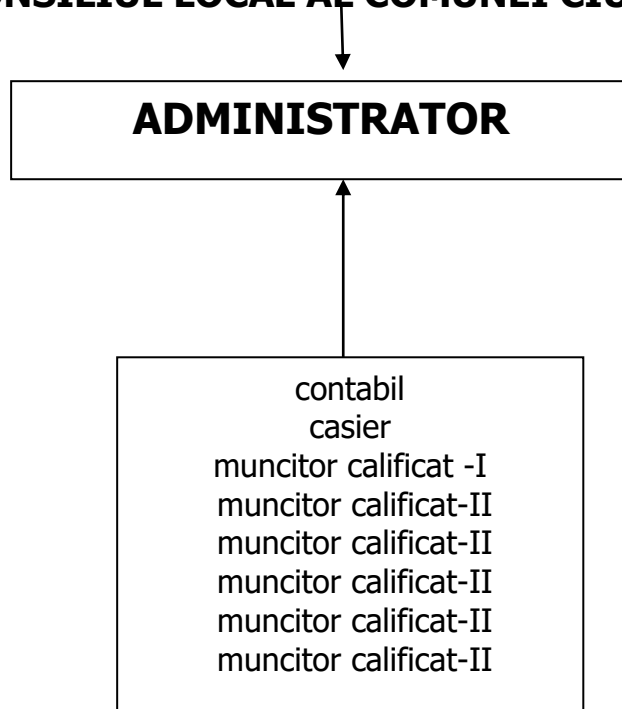 LOCAL AL COMUNEI
ADMINISTRATOR
contabil
casier
muncitor calificat -I
muncitor calificat-II
muncitor calificat-II
muncitor calificat-II
muncitor calificat-II
muncitor calificat-II